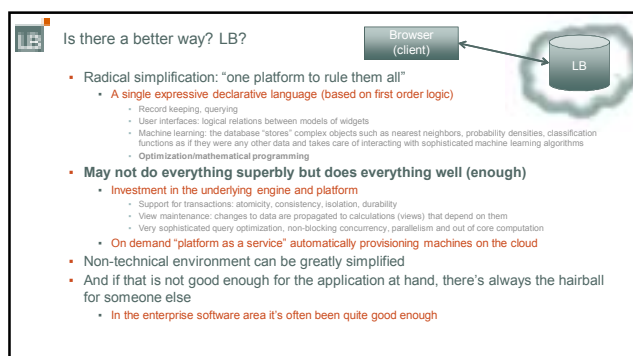 LB
Is there a better way? LB?
Browser
(client)
LB
Radical simplification: “one platform to rule them all”
A single expressive declarative language (based on first order logic)
Record keeping, querying
User interfaces: logical relations between models of widgets
Machine learning: the database “stores” complex objects such as nearest neighbors, probability densities, classification
functions as if they were any other data and takes care of interacting with sophisticated machine learning algorithms
Optimization/mathematical programming
May not do everything superbly but does everything well (enough)
Investment in the underlying engine and platform
Support for transactions: atomicity, consistency, isolation, durability
View maintenance: changes to data are propagated to calculations (views) that depend on them
Very sophisticated query optimization, non-blocking concurrency, parallelism and out of core computation
On demand “platform as a service” automatically provisioning machines on the cloud
Non-technical environment can be greatly simplified
And if that is not good enough for the application at hand, there’s always the hairball
for someone else
In the enterprise software area it’s often been quite good enough